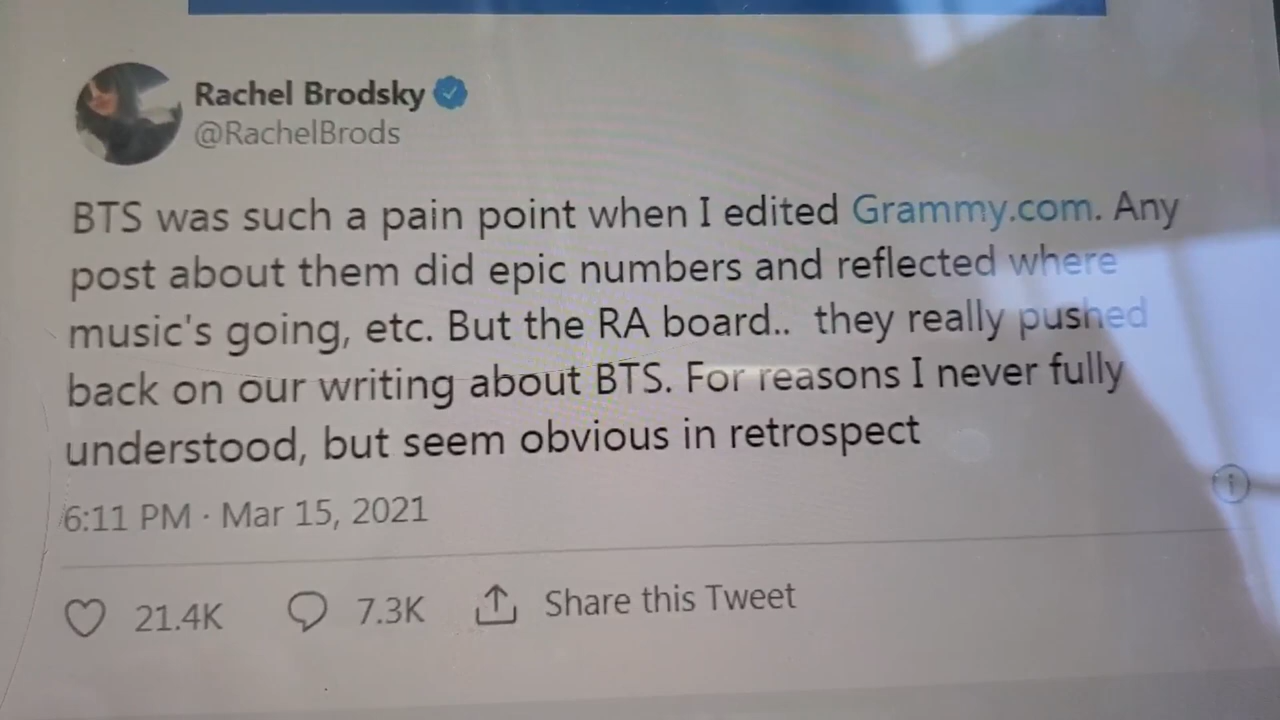 Rachel Brodsky
@RachelBrods
BTS was such a pain point when I edited Grammy.com. Any
post about them did epic numbers and reflected where
music's going, etc. But the RA board..  they really pushed
back on our writing about BTS. For reasons I never fully
understood, but seem obvious in retrospect
6:11 PM · Mar 15, 2021
21.4K 7.3K Share this Tweet